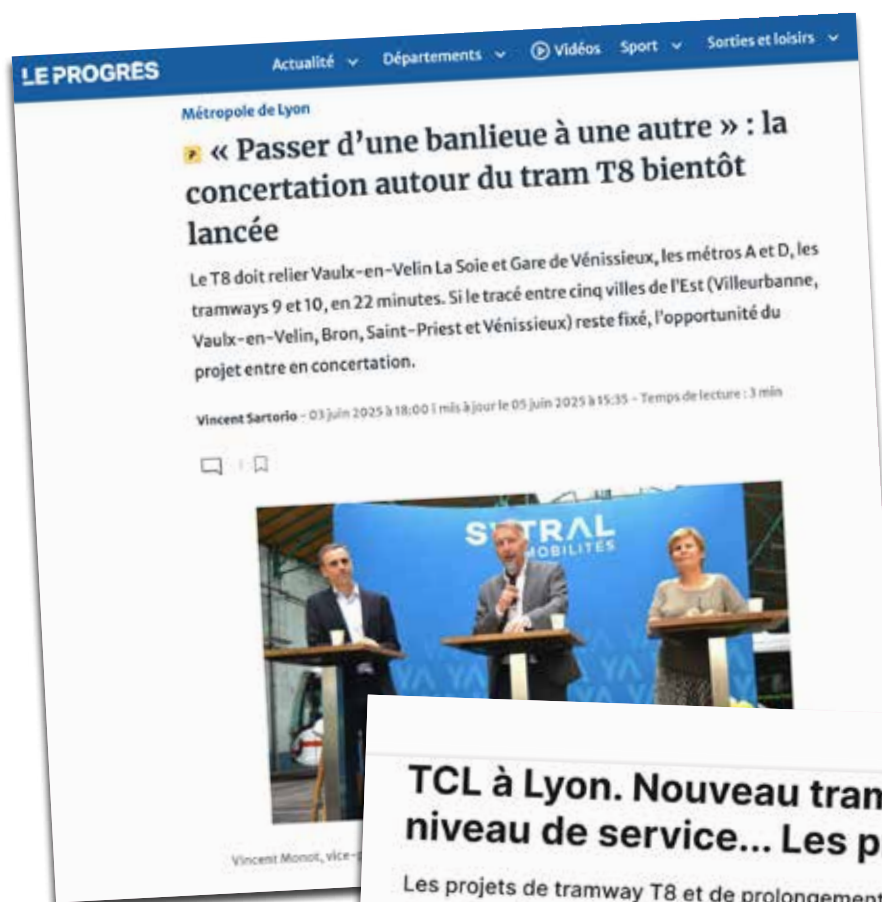 LE PROGRÈS
Actualité Départements Vidéos Sport Sorties et loisirs
Métropole de Lyon
« Passer d’une banlieue à une autre » : la
concertation autour du tram T8 bientôt
lancée
Le T8 doit relier Vaulx-en-Velin La Soie et Gare de Vénissieux, les métros A et D, les
tramways 9 et 10, en 22 minutes. Si le tracé entre cinq villes de l’Est (Villeurbanne,
Vaulx-en-Velin, Bron, Saint-Priest et Vénissieux) reste fixé, l’opportunité du
projet entre en concertation.
Vincent Sartorio - 03 juin 2025 à 18:00 | mis à jour le 05 juin 2025 à 15:35 - Temps de lecture : 3 min
S TRAL
MOBILITÉS
Vincent Monot, vice-p
TCL à Lyon. Nouveau tram
niveau de service... Les p
Les projets de tramway T8 et de prolongement